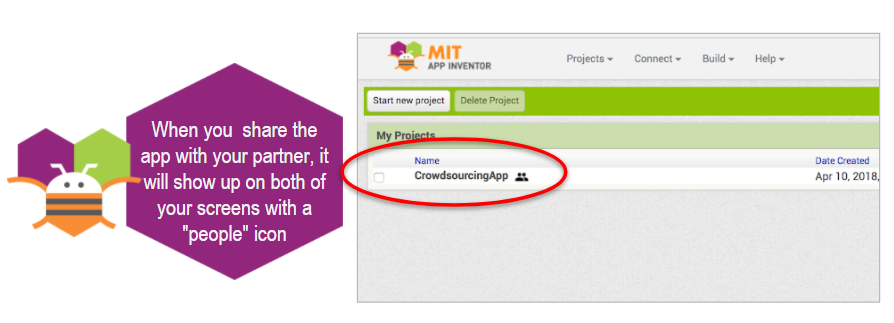 When you share the
app with your partner, it
will show up on both of
your screens with a
"people" icon
MIT
APP INVENTOR
Projects
Connect
Build
Help
Start new project
Delete Project
My Projects
Name
Date Created
CrowdsourcingApp
Apr 10, 2018,